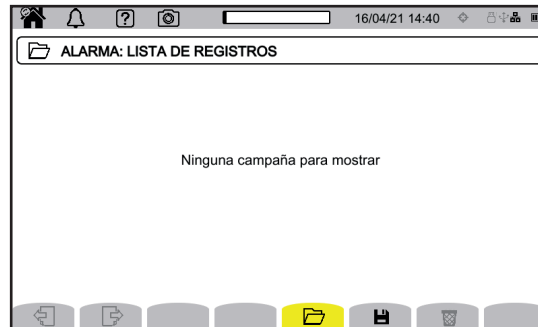 16/04/21 14:40
ALARMA: LISTA DE REGISTROS
Ninguna campaña para mostrar